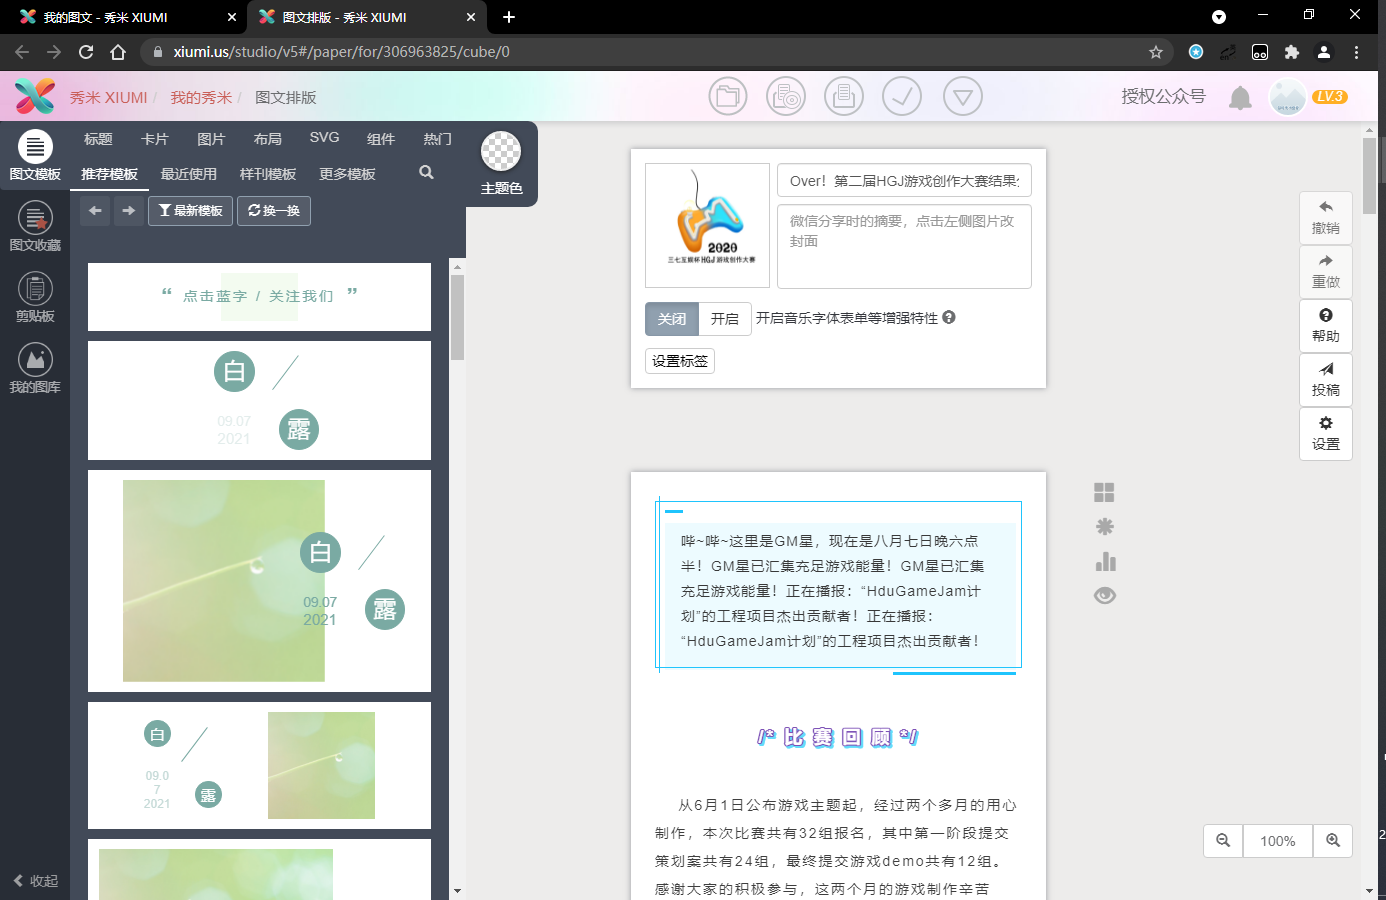 我的图文 - 秀米 XIUMI
图文排版 - 秀米 XIUMI
xiumi.us/studio/v5#/paper/for/306963825/cube/0
秀米 XIUMI / 我的秀米 / 图文排版
授权公众号
LV.3
图文模板
图文收藏
剪贴板
我的图库
收起
标题 卡片 图片 布局 SVG 组件 热门
推荐模板 最近使用 样刊模板 更多模板
主题色
最新模板 换一换
“ 点击蓝字 / 关注我们 ”
白
09.07
2021
露
白
09.07
2021
露
白
09.0
7
2021
露
2020
三七互娱杯HGJ游戏创作大赛
Over！第二届HGJ游戏创作大赛结果
微信分享时的摘要，点击左侧图片改
封面
关闭 开启 开启音乐字体表单等增强特性
设置标签
哔~哔~这里是GM星，现在是八月七日晚六点
半！GM星已汇集充足游戏能量！GM星已汇集
充足游戏能量！正在播报：“HduGameJam计
划”的工程项目杰出贡献者！正在播报：
“HduGameJam计划”的工程项目杰出贡献者！
/* 比 赛 回 顾 */
从6月1日公布游戏主题起，经过两个多月的用心
制作，本次比赛共有32组报名，其中第一阶段提交
策划案共有24组，最终提交游戏demo共有12组。
感谢大家的积极参与，这两个月的游戏制作辛苦
撤销
重做
帮助
投稿
设置
100%